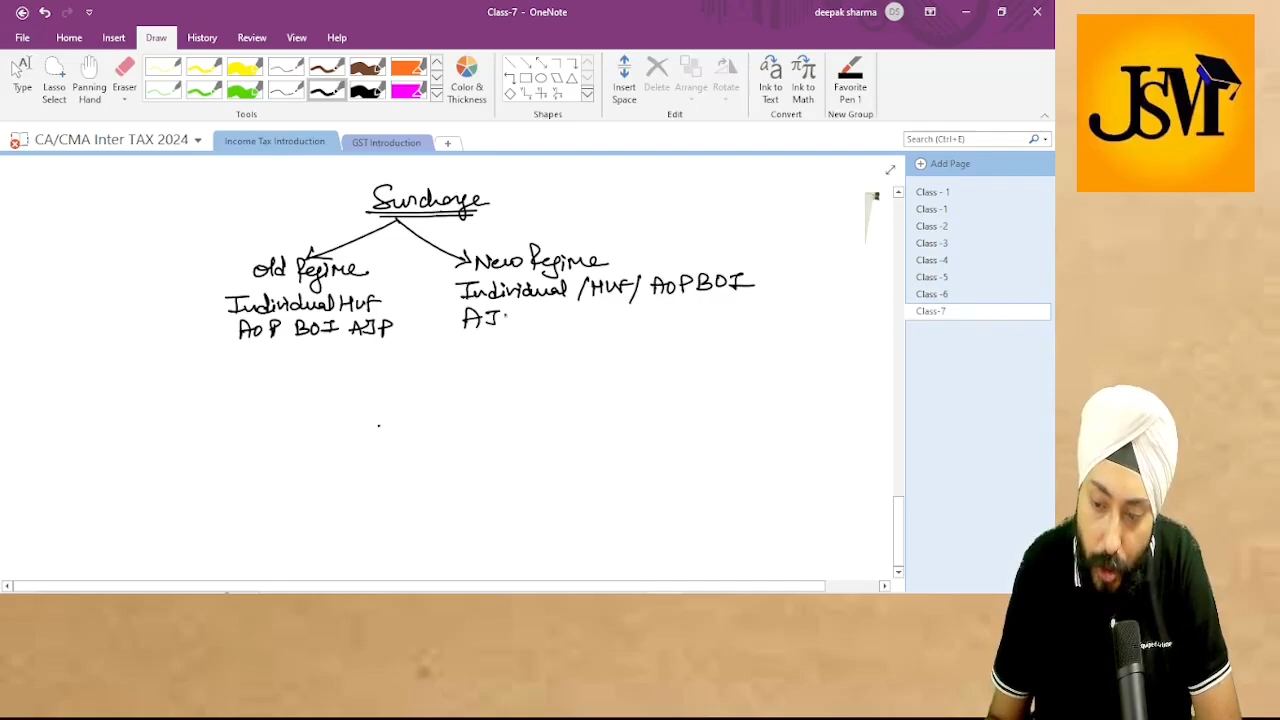 Class-7 - OneNote
deepak sharma
DS
File Home Insert Draw History Review View Help
Type
Lasso Select
Panning Hand
Eraser
Color & Thickness
Insert Space
Delete
Arrange
Rotate
Ink to Text
Ink to Math
Favorite Pen 1
Tools
Shapes
Edit
Convert
New Group
CA/CMA Inter TAX 2024
Income Tax Introduction
GST Introduction
Search (Ctrl+E)
Add Page
Class - 1
Class -1
Class -2
Class -3
Class -4
Class -5
Class -6
Class-7
Surcharge
Old Regime
Individual HUF
AOP BOI AJP
New Regime
Individual /HUF/ AOPBOI
AJ
JSM